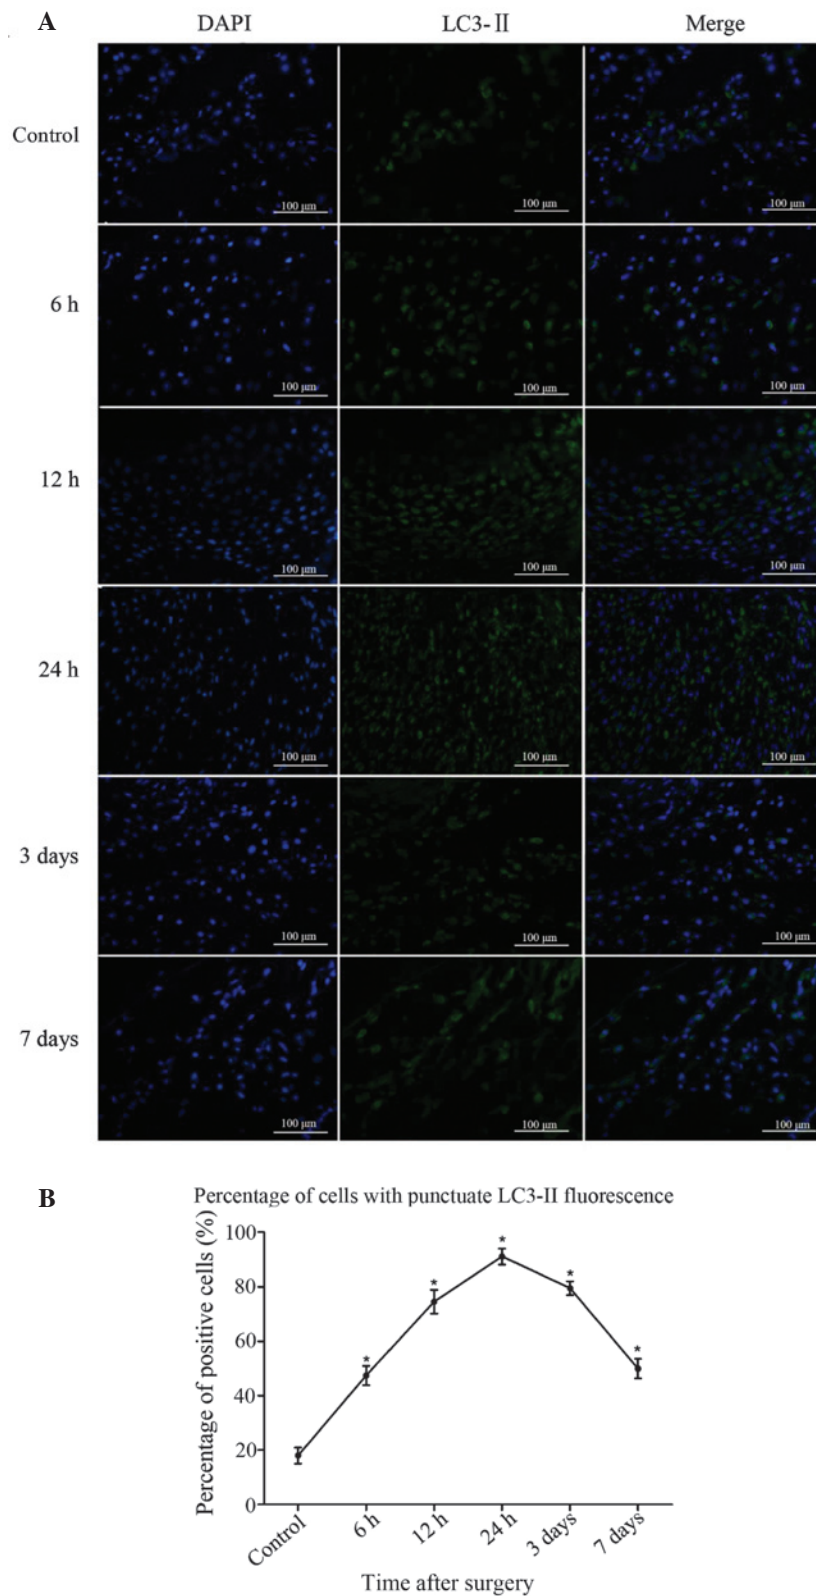 A
DAPI LC3-Ⅱ Merge
Control
100 μm 100 μm 100 μm
6 h
100 μm 100 μm 100 μm
12 h
100 μm 100 μm 100 μm
24 h
100 μm 100 μm 100 μm
3 days
100 μm 100 μm 100 μm
7 days
100 μm 100 μm 100 μm
B
Percentage of cells with punctuate LC3-II fluorescence
Percentage of positive cells (%)
100
80
60
40
20
0
* * * * *
Control 6 h 12 h 24 h 3 days 7 days
Time after surgery